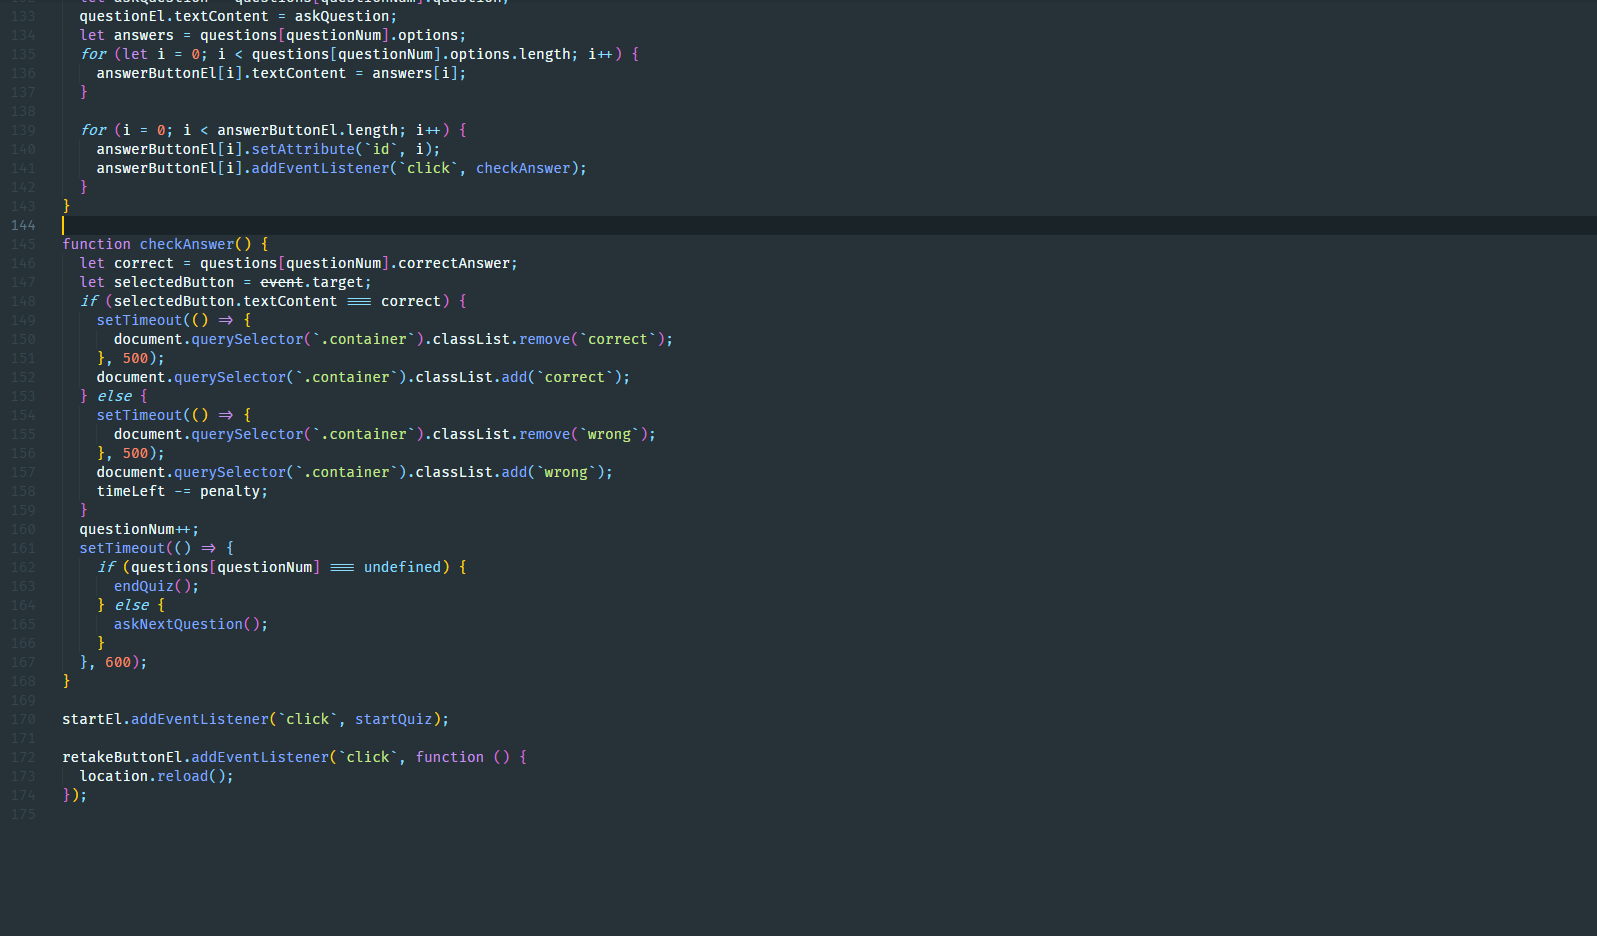 133 questionEl.textContent = askQuestion;
134 let answers = questions[questionNum].options;
135 for (let i = 0; i < questions[questionNum].options.length; i++) {
136 answerButtonEl[i].textContent = answers[i];
137 }
138
139 for (i = 0; i < answerButtonEl.length; i++) {
140 answerButtonEl[i].setAttribute(`id`, i);
141 answerButtonEl[i].addEventListener(`click`, checkAnswer);
142 }
143 }
144
145 function checkAnswer() {
146 let correct = questions[questionNum].correctAnswer;
147 let selectedButton = event.target;
148 if (selectedButton.textContent === correct) {
149 setTimeout(() => {
150 document.querySelector(`.container`).classList.remove(`correct`);
151 }, 500);
152 document.querySelector(`.container`).classList.add(`correct`);
153 } else {
154 setTimeout(() => {
155 document.querySelector(`.container`).classList.remove(`wrong`);
156 }, 500);
157 document.querySelector(`.container`).classList.add(`wrong`);
158 timeLeft -= penalty;
159 }
160 questionNum++;
161 setTimeout(() => {
162 if (questions[questionNum] === undefined) {
163 endQuiz();
164 } else {
165 askNextQuestion();
166 }
167 }, 600);
168 }
169
170 startEl.addEventListener(`click`, startQuiz);
171
172 retakeButtonEl.addEventListener(`click`, function () {
173 location.reload();
174 });
175